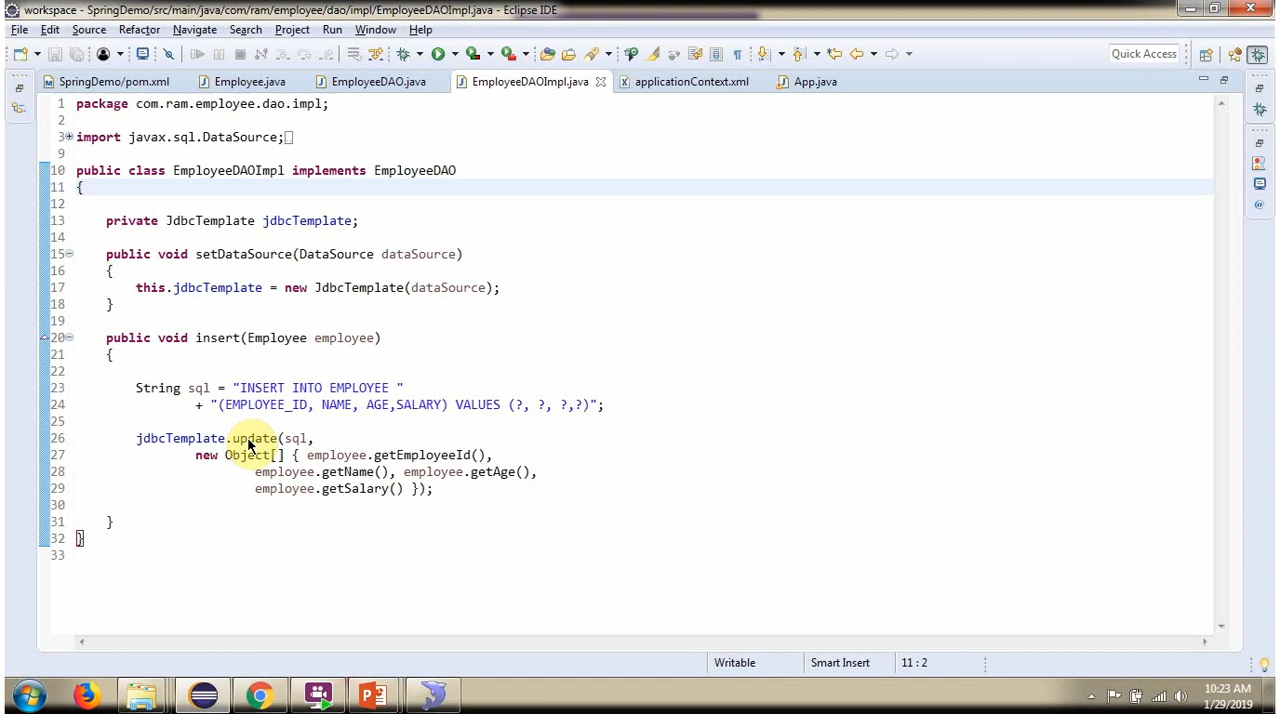 workspace - SpringDemo/src/main/java/com/ram/employee/dao/impl/EmployeeDAOImpl.java - Eclipse IDE
File Edit Source Refactor Navigate Search Project Run Window Help
Quick Access
SpringDemo/pom.xml Employee.java EmployeeDAO.java EmployeeDAOImpl.java applicationContext.xml App.java
1 package com.ram.employee.dao.impl;
2
3 import javax.sql.DataSource;
9
10 public class EmployeeDAOImpl implements EmployeeDAO
11 {
12
13 private JdbcTemplate jdbcTemplate;
14
15 public void setDataSource(DataSource dataSource)
16 {
17 this.jdbcTemplate = new JdbcTemplate(dataSource);
18 }
19
20 public void insert(Employee employee)
21 {
22
23 String sql = "INSERT INTO EMPLOYEE "
24 + "(EMPLOYEE_ID, NAME, AGE,SALARY) VALUES (?, ?, ?,?)";
25
26 jdbcTemplate.update(sql,
27 new Object[] { employee.getEmployeeId(),
28 employee.getName(), employee.getAge(),
29 employee.getSalary() });
30
31 }
32 }
33
Writable Smart Insert 11 : 2
10:23 AM
1/29/2019